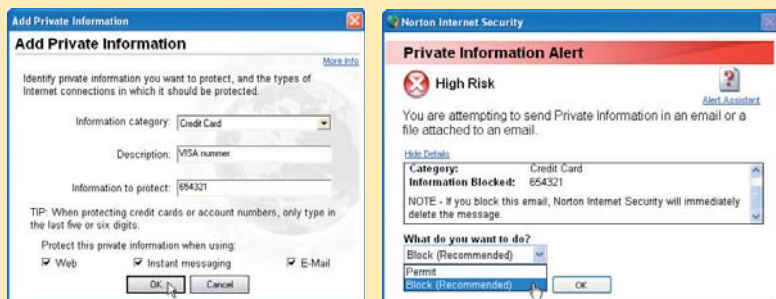 Add Private Information
Add Private Information
More Info
Identify private information you want to protect, and the types of
Internet connections in which it should be protected.
Information category: Credit Card
Description: VISA nummer
Information to protect: 654321
TIP: When protecting credit cards or account numbers, only type in
the last five or six digits.
Protect this private information when using:
Web Instant messaging E-Mail
OK Cancel
Norton Internet Security
Private Information Alert
High Risk
Alert Assistant
You are attempting to send Private Information in an email or a
file attached to an email.
Hide Details
Category: Credit Card
Information Blocked: 654321
NOTE - If you block this email, Norton Internet Security will immediately
delete the message.
What do you want to do?
Block (Recommended)
Permit
Block (Recommended)
OK